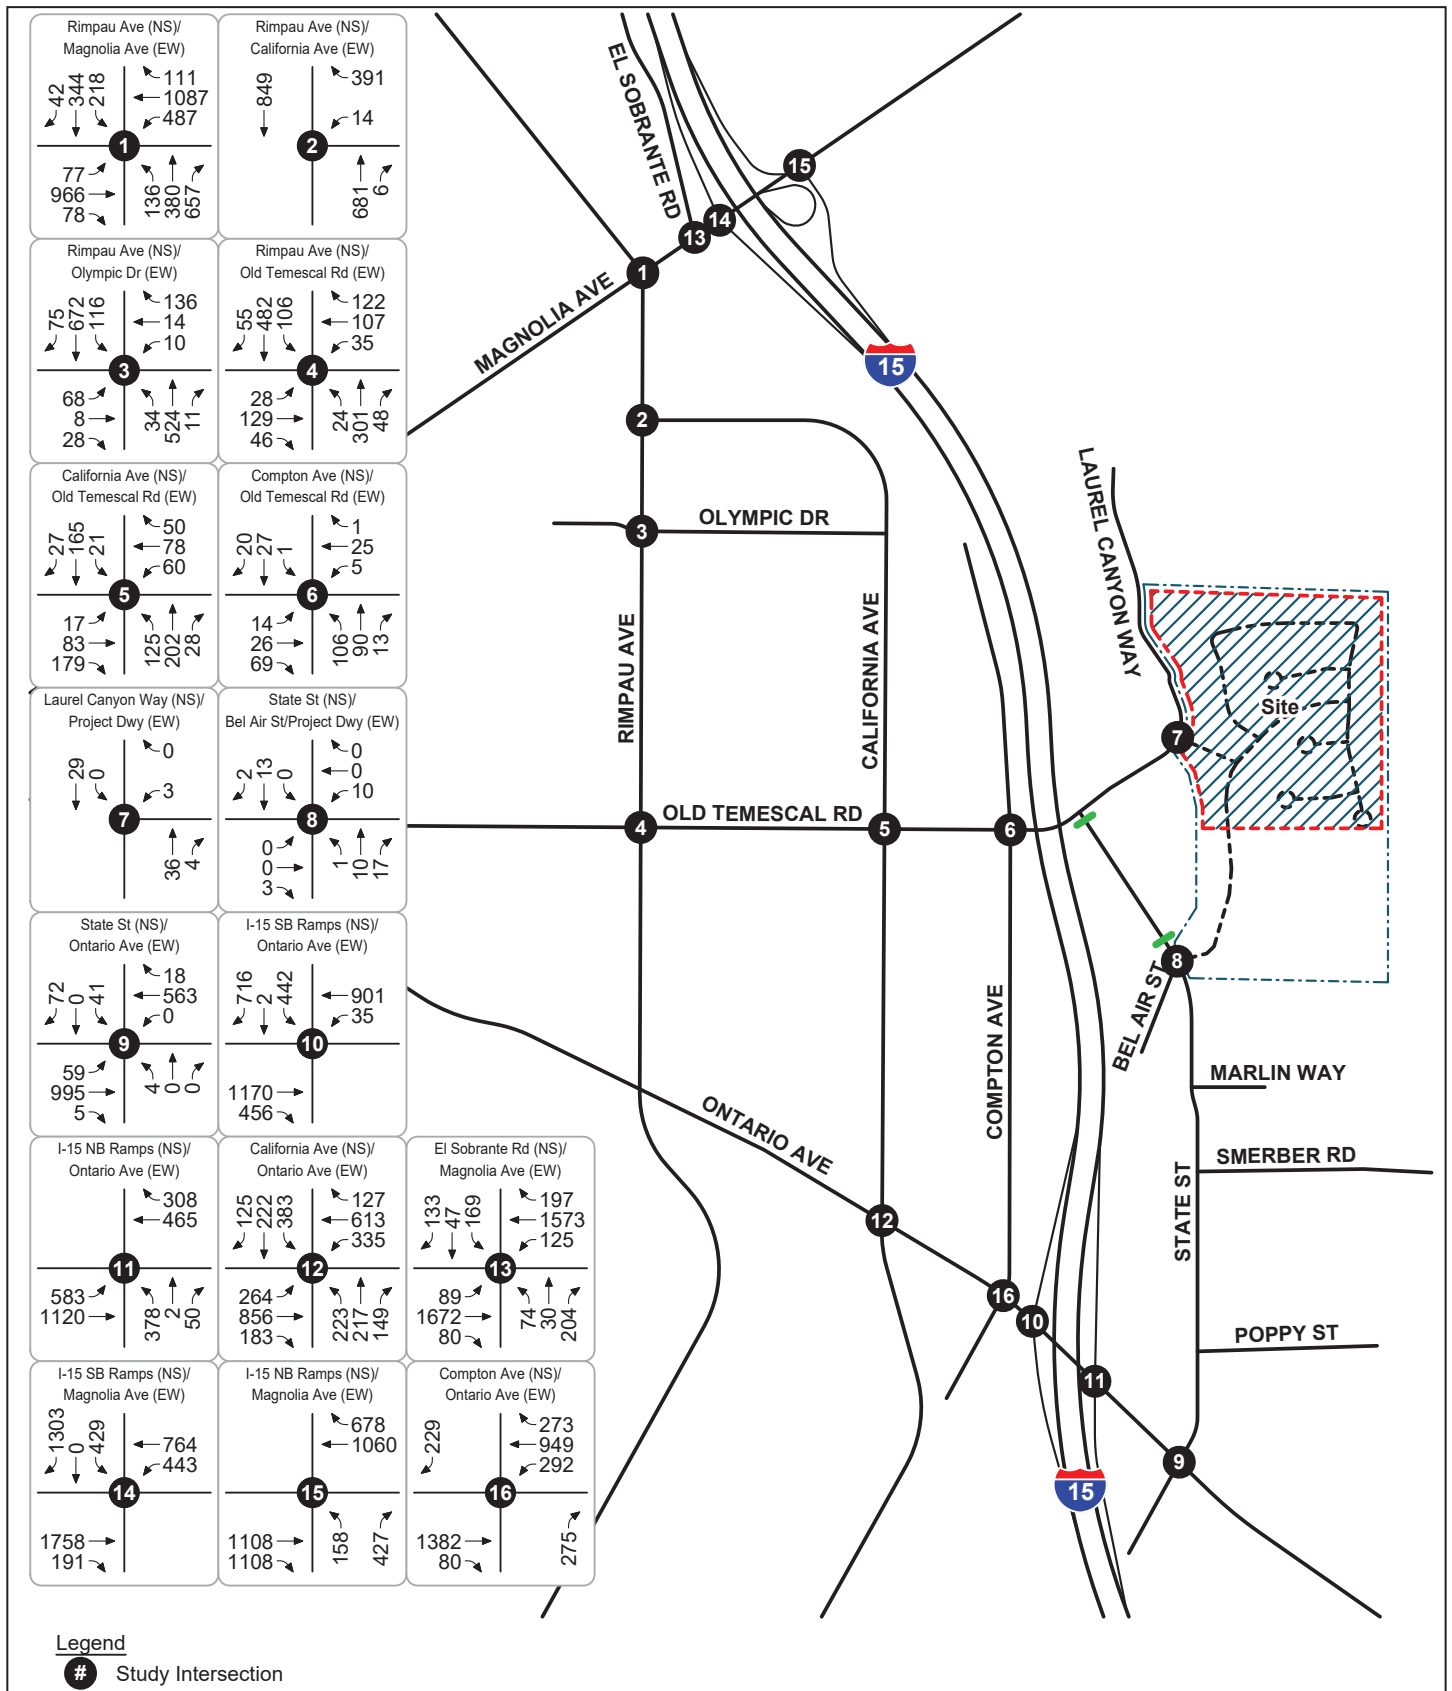 Rimpau Ave (NS)/
Magnolia Ave (EW)
42 344 218
111
1087
487
1
77
966
78
136 380 657
Rimpau Ave (NS)/
California Ave (EW)
849
391
14
2
681 6
Rimpau Ave (NS)/
Olympic Dr (EW)
75 672 116
136
14
10
3
68
8
28
34 524 11
Rimpau Ave (NS)/
Old Temescal Rd (EW)
55 482 106
122
107
35
4
28
129
46
24 301 48
California Ave (NS)/
Old Temescal Rd (EW)
27 165 21
50
78
60
5
17
83
179
125 202 28
Compton Ave (NS)/
Old Temescal Rd (EW)
20 27 1
1
25
5
6
14
26
69
106 90 13
Laurel Canyon Way (NS)/
Project Dwy (EW)
29 0
0
3
7
36 4
State St (NS)/
Bel Air St/Project Dwy (EW)
2 13 0
0
0
10
8
0
0
3
1 10 17
State St (NS)/
Ontario Ave (EW)
72 0 41
18
563
0
9
59
995
5
4 0 0
I-15 SB Ramps (NS)/
Ontario Ave (EW)
716 2 442
901
35
10
1170
456
I-15 NB Ramps (NS)/
Ontario Ave (EW)
308
465
11
583
1120
378 2 50
California Ave (NS)/
Ontario Ave (EW)
125 222 383
127
613
335
12
264
856
183
223 217 149
El Sobrante Rd (NS)/
Magnolia Ave (EW)
133 47 169
197
1573
125
13
89
1672
80
74 30 204
I-15 SB Ramps (NS)/
Magnolia Ave (EW)
1303 0 429
764
443
14
1758
191
I-15 NB Ramps (NS)/
Magnolia Ave (EW)
678
1060
15
1108
1108
158 427
Compton Ave (NS)/
Ontario Ave (EW)
229
273
949
292
16
1382
80
275
EL SOBRANTE RD
15
14
13
1
MAGNOLIA AVE
15
2
LAUREL CANYON WAY
OLYMPIC DR
3
RIMPAU AVE
CALIFORNIA AVE
Site
7
OLD TEMESCAL RD
4
5
6
8
BEL AIR ST
COMPTON AVE
MARLIN WAY
ONTARIO AVE
SMERBER RD
STATE ST
12
16
10
POPPY ST
11
9
15
Legend
# Study Intersection